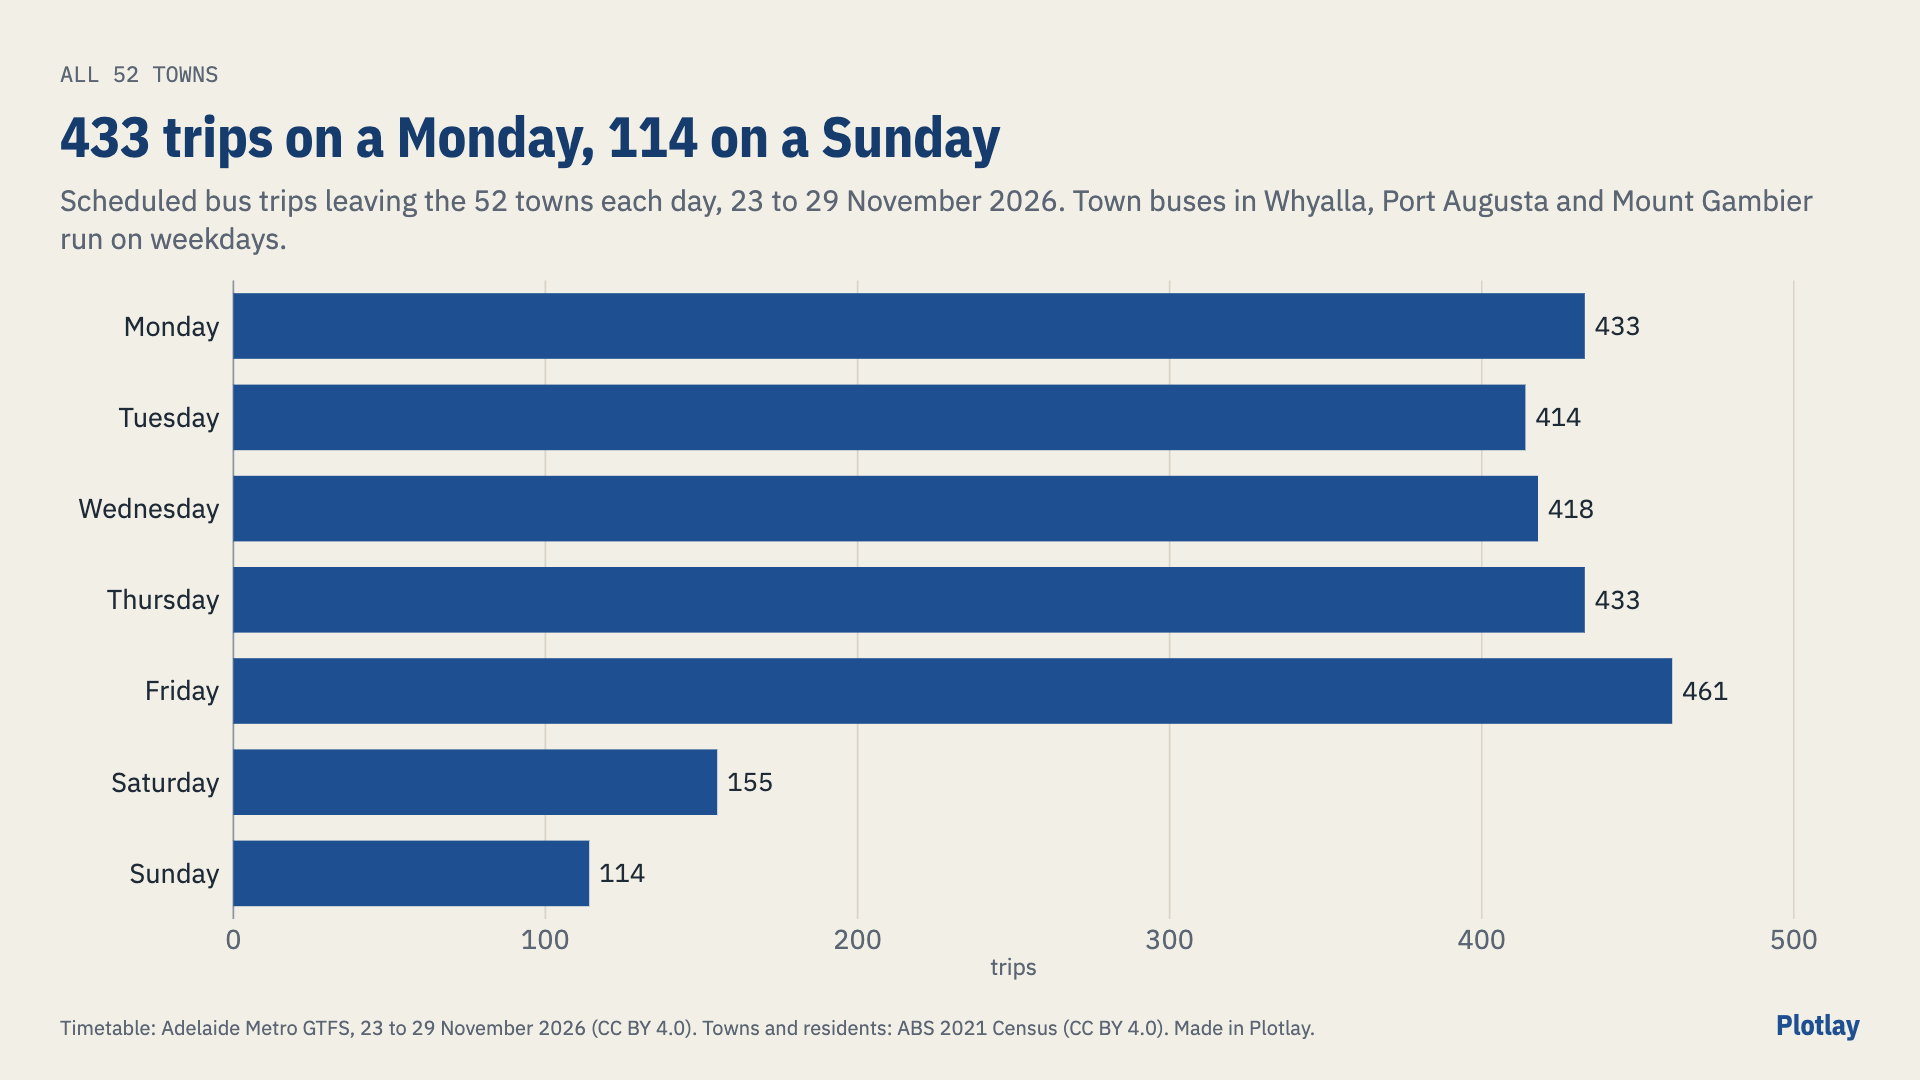 ALL 52 TOWNS
433 trips on a Monday, 114 on a Sunday
Scheduled bus trips leaving the 52 towns each day, 23 to 29 November 2026. Town buses in Whyalla, Port Augusta and Mount Gambier
run on weekdays.
Monday 433
Tuesday 414
Wednesday 418
Thursday 433
Friday 461
Saturday 155
Sunday 114
0 100 200 300 400 500
trips
Timetable: Adelaide Metro GTFS, 23 to 29 November 2026 (CC BY 4.0). Towns and residents: ABS 2021 Census (CC BY 4.0). Made in Plotlay.
Plotlay